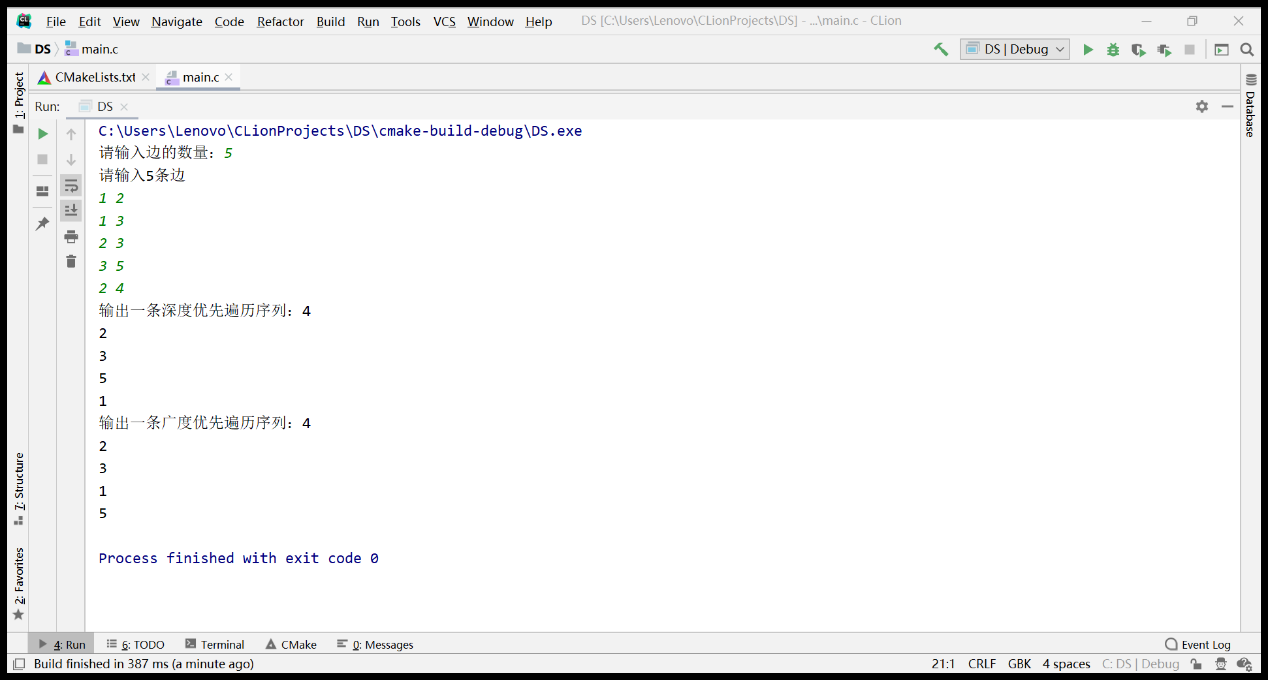 File Edit View Navigate Code Refactor Build Run Tools VCS Window Help DS [C:\Users\Lenovo\CLionProjects\DS] - ...\main.c - CLion
DS main.c DS | Debug
CMakeLists.txt main.c
Run: DS
1: Project
Database
C:\Users\Lenovo\CLionProjects\DS\cmake-build-debug\DS.exe
请输入边的数量：5
请输入5条边
1 2
1 3
2 3
3 5
2 4
输出一条深度优先遍历序列：4
2
3
5
1
输出一条广度优先遍历序列：4
2
3
1
5
Process finished with exit code 0
7: Structure
2: Favorites
4: Run 6: TODO Terminal CMake 0: Messages Event Log
Build finished in 387 ms (a minute ago) 21:1 CRLF GBK 4 spaces C: DS | Debug